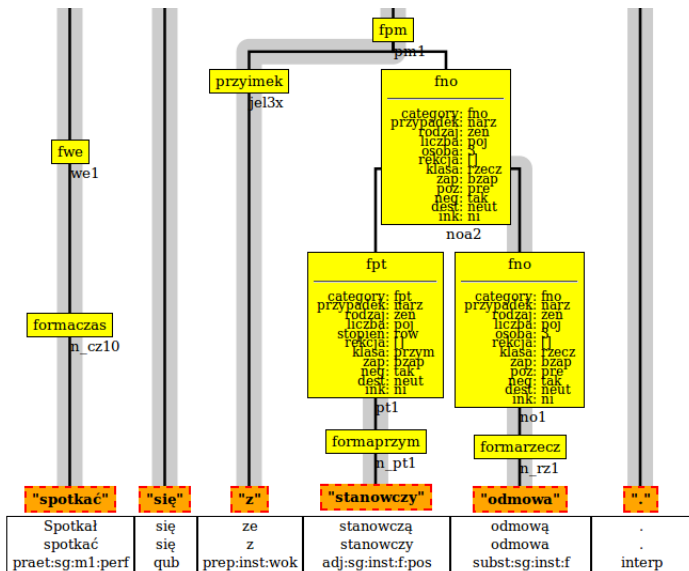 fpm
pm1
przyimek
jel3x
fno
category: fno
przypadek: narz
rodzaj: zen
liczba: poj
osoba: 3
rekcja: []
klasa: rzecz
zap: bzap
poz: pre
neg: tak
dest: neut
ink: ni
noa2
fwe
we1
fpt
category: fpt
przypadek: narz
rodzaj: zen
liczba: poj
stopień: row
rekcja: []
klasa: przym
zap: bzap
neg: tak
dest: neut
ink: ni
pt1
fno
category: fno
przypadek: narz
rodzaj: zen
liczba: poj
osoba: 3
rekcja: []
klasa: rzecz
zap: bzap
poz: pre
neg: tak
dest: neut
ink: ni
no1
formaczas
n_cz10
formaprzym
n_pt1
formarzecz
n_rz1
"spotkać" "się" "z" "stanowczy" "odmowa" "."
Spotkał się ze stanowczą odmową .
spotkać się z stanowczy odmowa .
praet:sg:m1:perf qub prep:inst:wok adj:sg:inst:f:pos subst:sg:inst:f interp